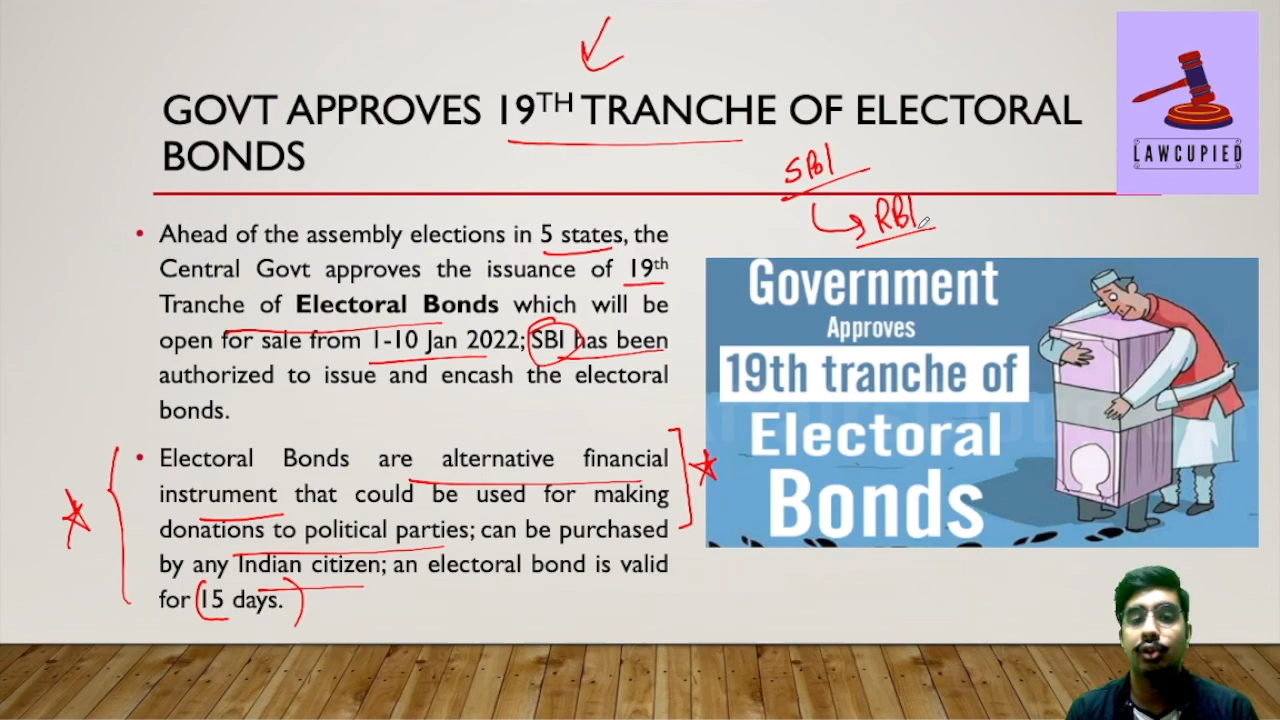 GOVT APPROVES 19TH TRANCHE OF ELECTORAL
BONDS
SBI
RBI
LAWCUPIED
Ahead of the assembly elections in 5 states, the
Central Govt approves the issuance of 19th
Tranche of Electoral Bonds which will be
open for sale from 1-10 Jan 2022; SBI has been
authorized to issue and encash the electoral
bonds.
Electoral Bonds are alternative financial
instrument that could be used for making
donations to political parties; can be purchased
by any Indian citizen; an electoral bond is valid
for 15 days.
Government
Approves
19th tranche of
Electoral
Bonds